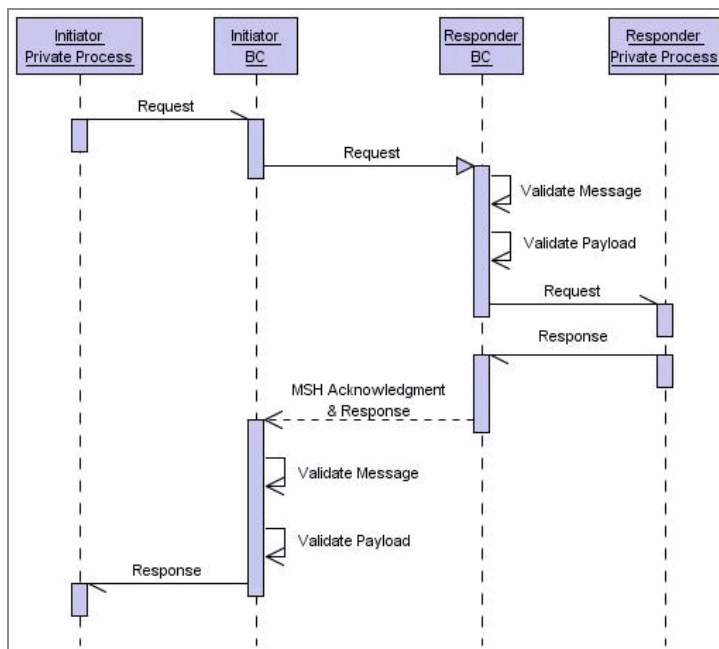 Initiator
Private Process
Initiator
BC
Responder
BC
Responder
Private Process
Request
Request
Validate Message
Validate Payload
Request
Response
MSH Acknowledgment
& Response
Validate Message
Validate Payload
Response